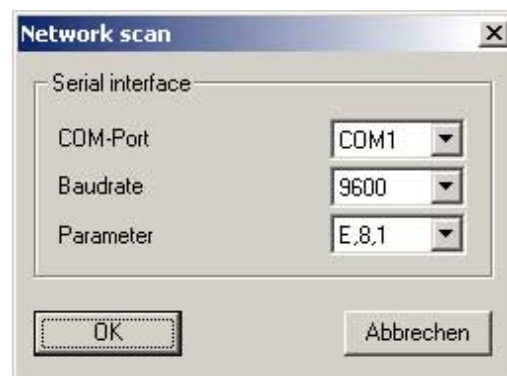 Network scan
Serial interface
COM-Port COM1
Baudrate 9600
Parameter E,8,1
OK Abbrechen